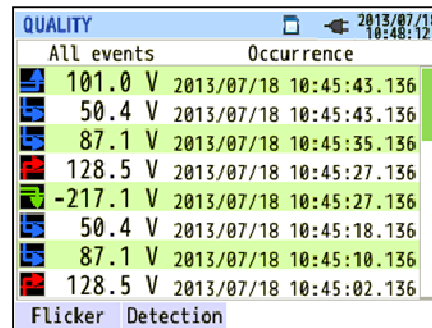 QUALITY
2013/07/18
10:48:12
All events Occurrence
101.0 V 2013/07/18 10:45:43.136
50.4 V 2013/07/18 10:45:43.136
87.1 V 2013/07/18 10:45:35.136
128.5 V 2013/07/18 10:45:27.136
-217.1 V 2013/07/18 10:45:27.136
50.4 V 2013/07/18 10:45:18.136
87.1 V 2013/07/18 10:45:10.136
128.5 V 2013/07/18 10:45:02.136
Flicker Detection